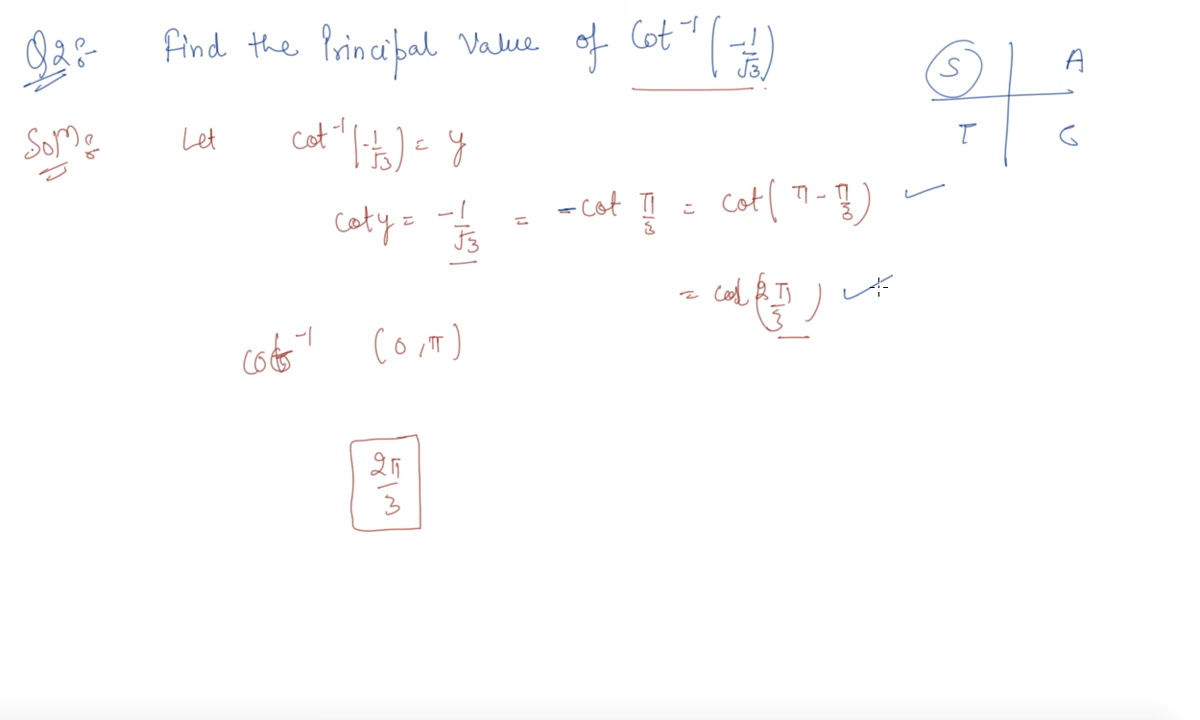 Q2:- Find the Principal Value of Cot⁻¹(-1/√3)
S A
T C
Soln: Let cot⁻¹(-1/√3) = y
cot y = -1/√3 = -cot π/3 = cot(π - π/3)
= cot(2π/3)
cot⁻¹ (0, π)
2π/3